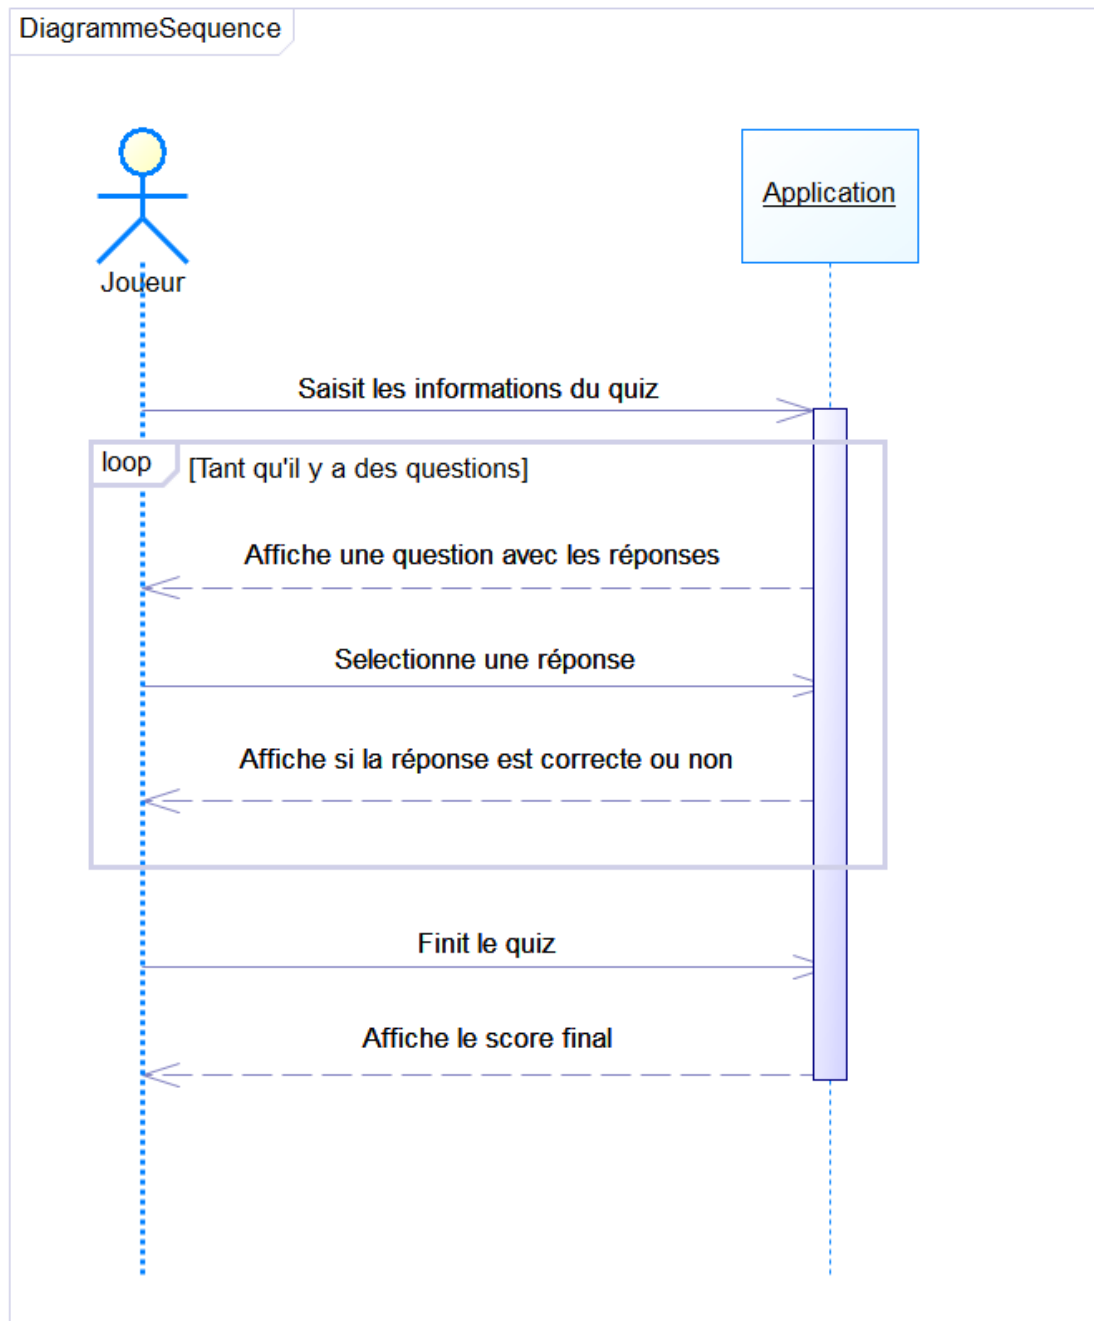 DiagrammeSequence
Application
Joueur
Saisit les informations du quiz
loop
[Tant qu'il y a des questions]
Affiche une question avec les réponses
Selectionne une réponse
Affiche si la réponse est correcte ou non
Finit le quiz
Affiche le score final